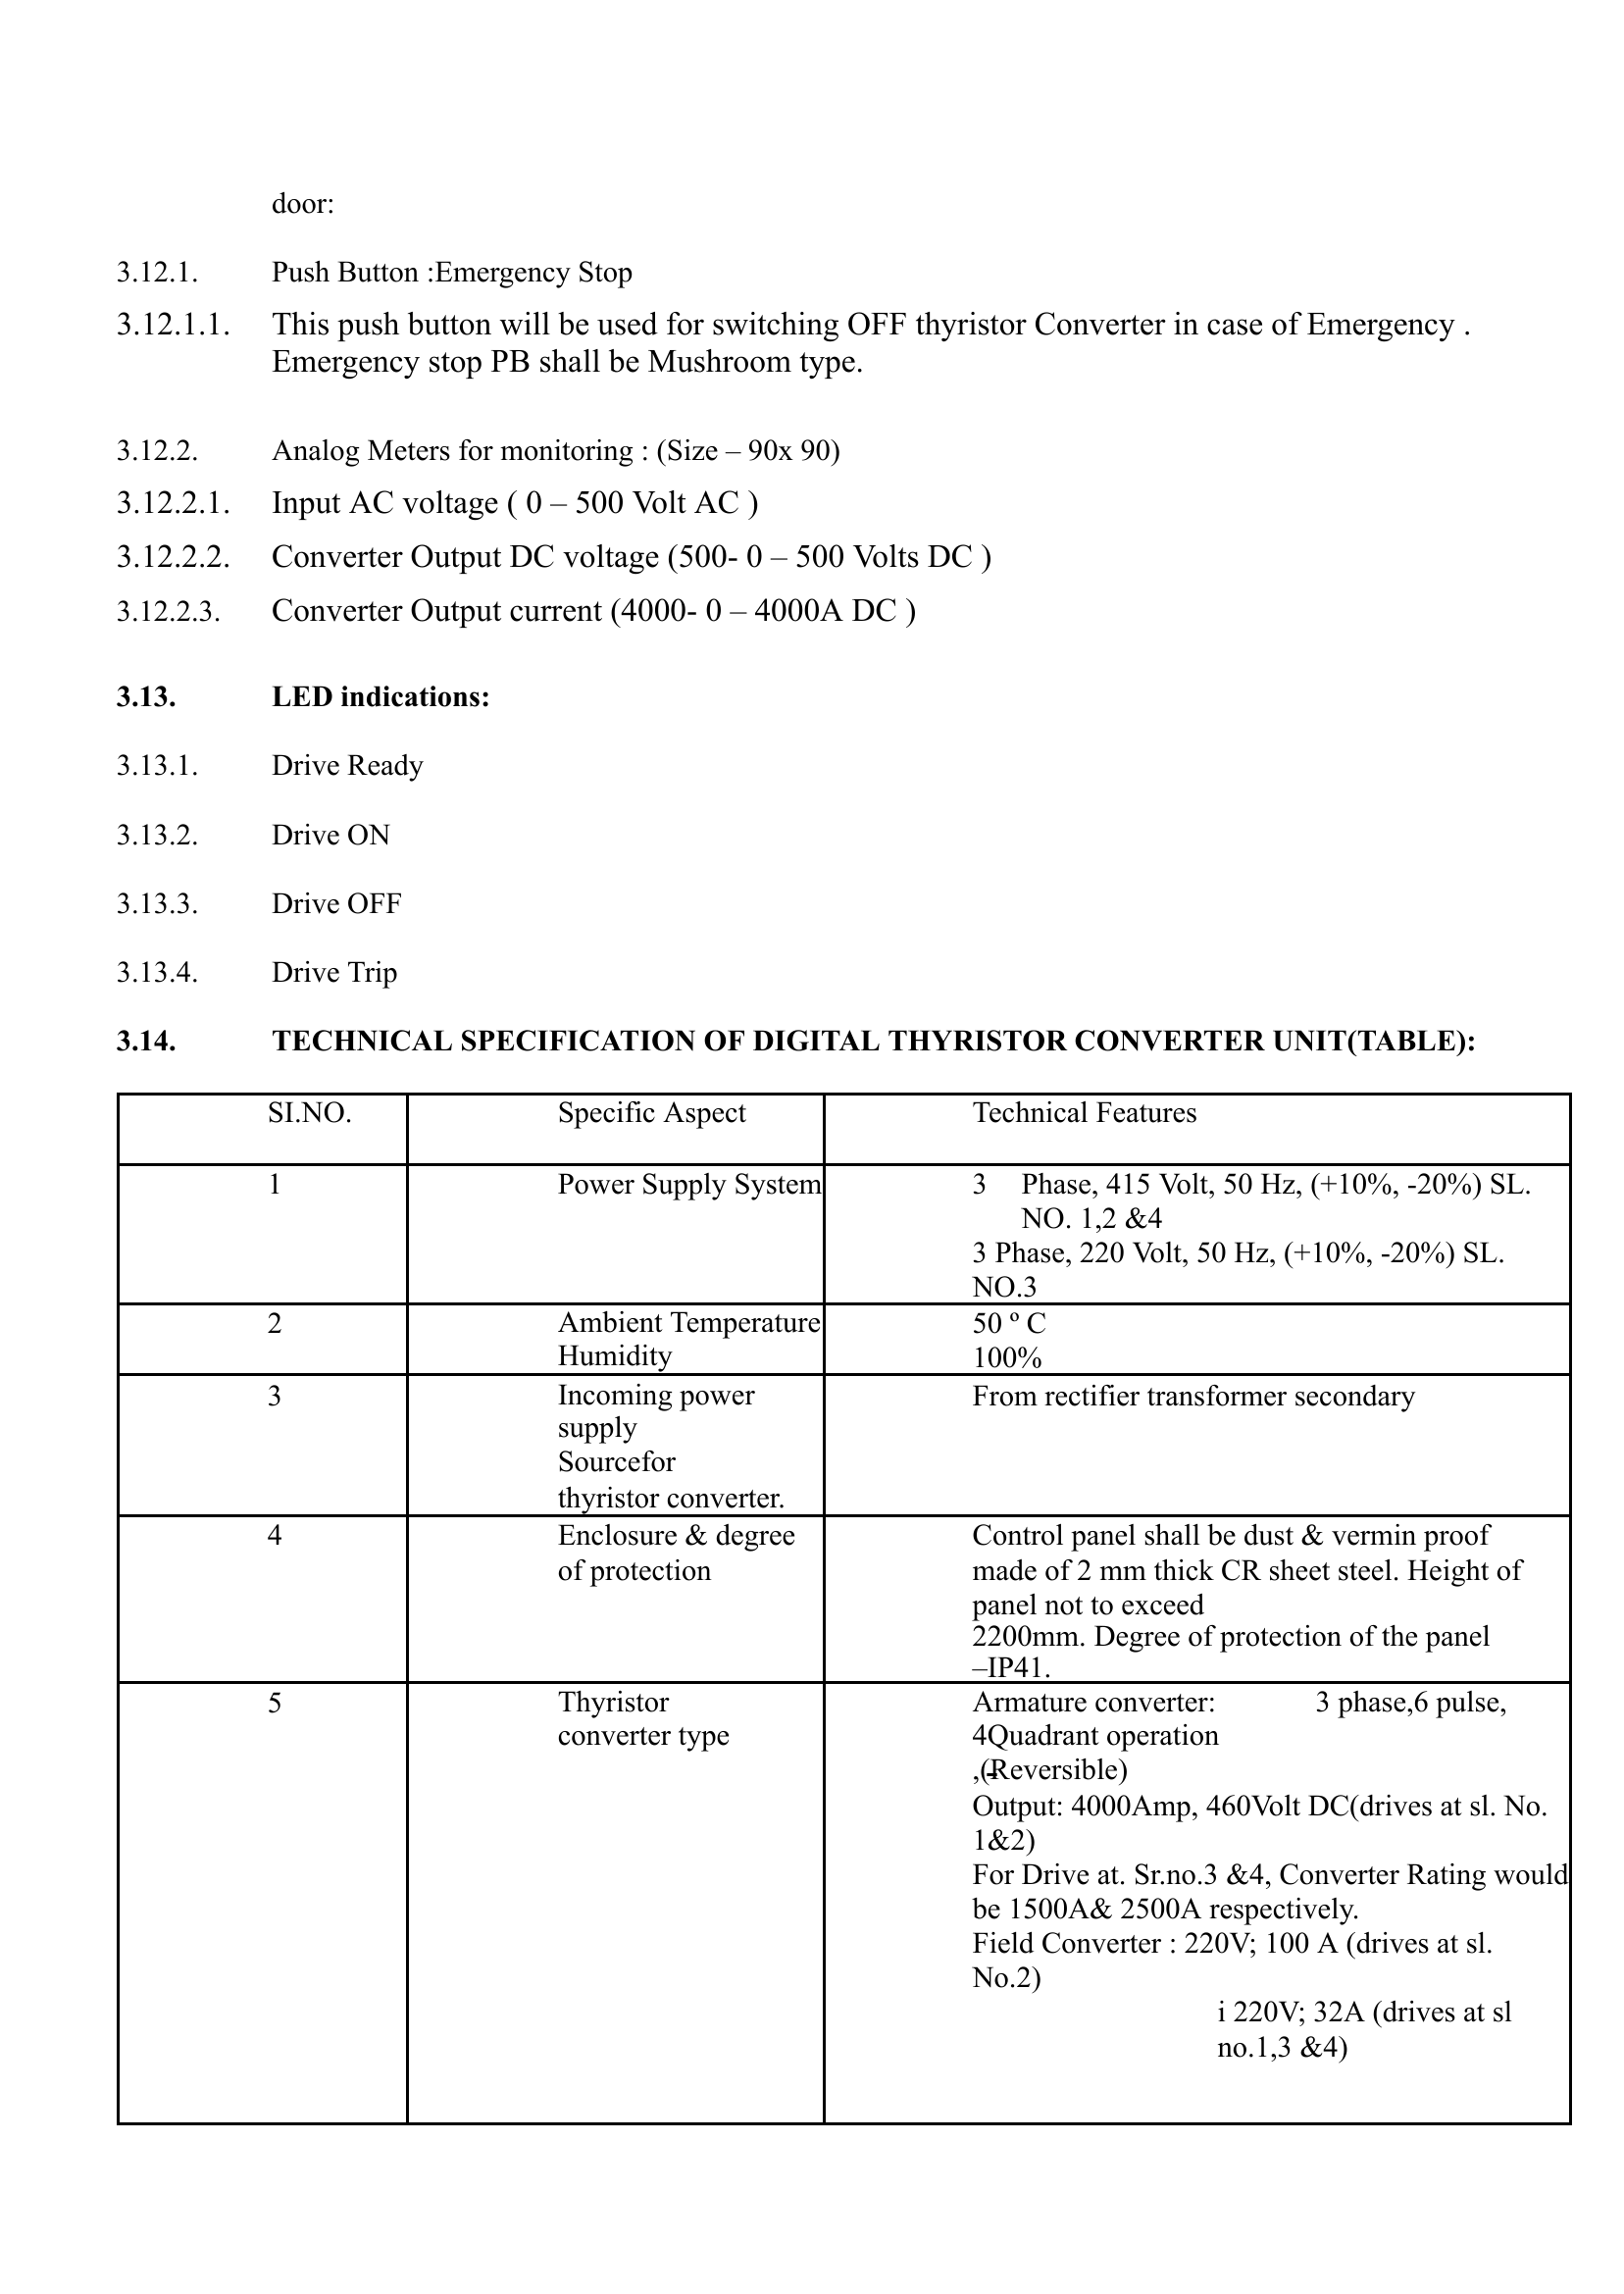 door:
3.12.1. Push Button :Emergency Stop
3.12.1.1. This push button will be used for switching OFF thyristor Converter in case of Emergency .
Emergency stop PB shall be Mushroom type.
3.12.2. Analog Meters for monitoring : (Size – 90x 90)
3.12.2.1. Input AC voltage ( 0 – 500 Volt AC )
3.12.2.2. Converter Output DC voltage (500- 0 – 500 Volts DC )
3.12.2.3. Converter Output current (4000- 0 – 4000A DC )
3.13. LED indications:
3.13.1. Drive Ready
3.13.2. Drive ON
3.13.3. Drive OFF
3.13.4. Drive Trip
3.14. TECHNICAL SPECIFICATION OF DIGITAL THYRISTOR CONVERTER UNIT(TABLE):
SI.NO. Specific Aspect Technical Features
1 Power Supply System 3 Phase, 415 Volt, 50 Hz, (+10%, -20%) SL.
NO. 1,2 &4
3 Phase, 220 Volt, 50 Hz, (+10%, -20%) SL.
NO.3
2 Ambient Temperature 50 º C
Humidity 100%
3 Incoming power From rectifier transformer secondary
supply
Sourcefor
thyristor converter.
4 Enclosure & degree Control panel shall be dust & vermin proof
of protection made of 2 mm thick CR sheet steel. Height of
panel not to exceed
2200mm. Degree of protection of the panel
–IP41.
5 Thyristor Armature converter: 3 phase,6 pulse,
converter type 4Quadrant operation
,(-Reversible)
Output: 4000Amp, 460Volt DC(drives at sl. No.
1&2)
For Drive at. Sr.no.3 &4, Converter Rating would
be 1500A& 2500A respectively.
Field Converter : 220V; 100 A (drives at sl.
No.2)
i 220V; 32A (drives at sl
no.1,3 &4)